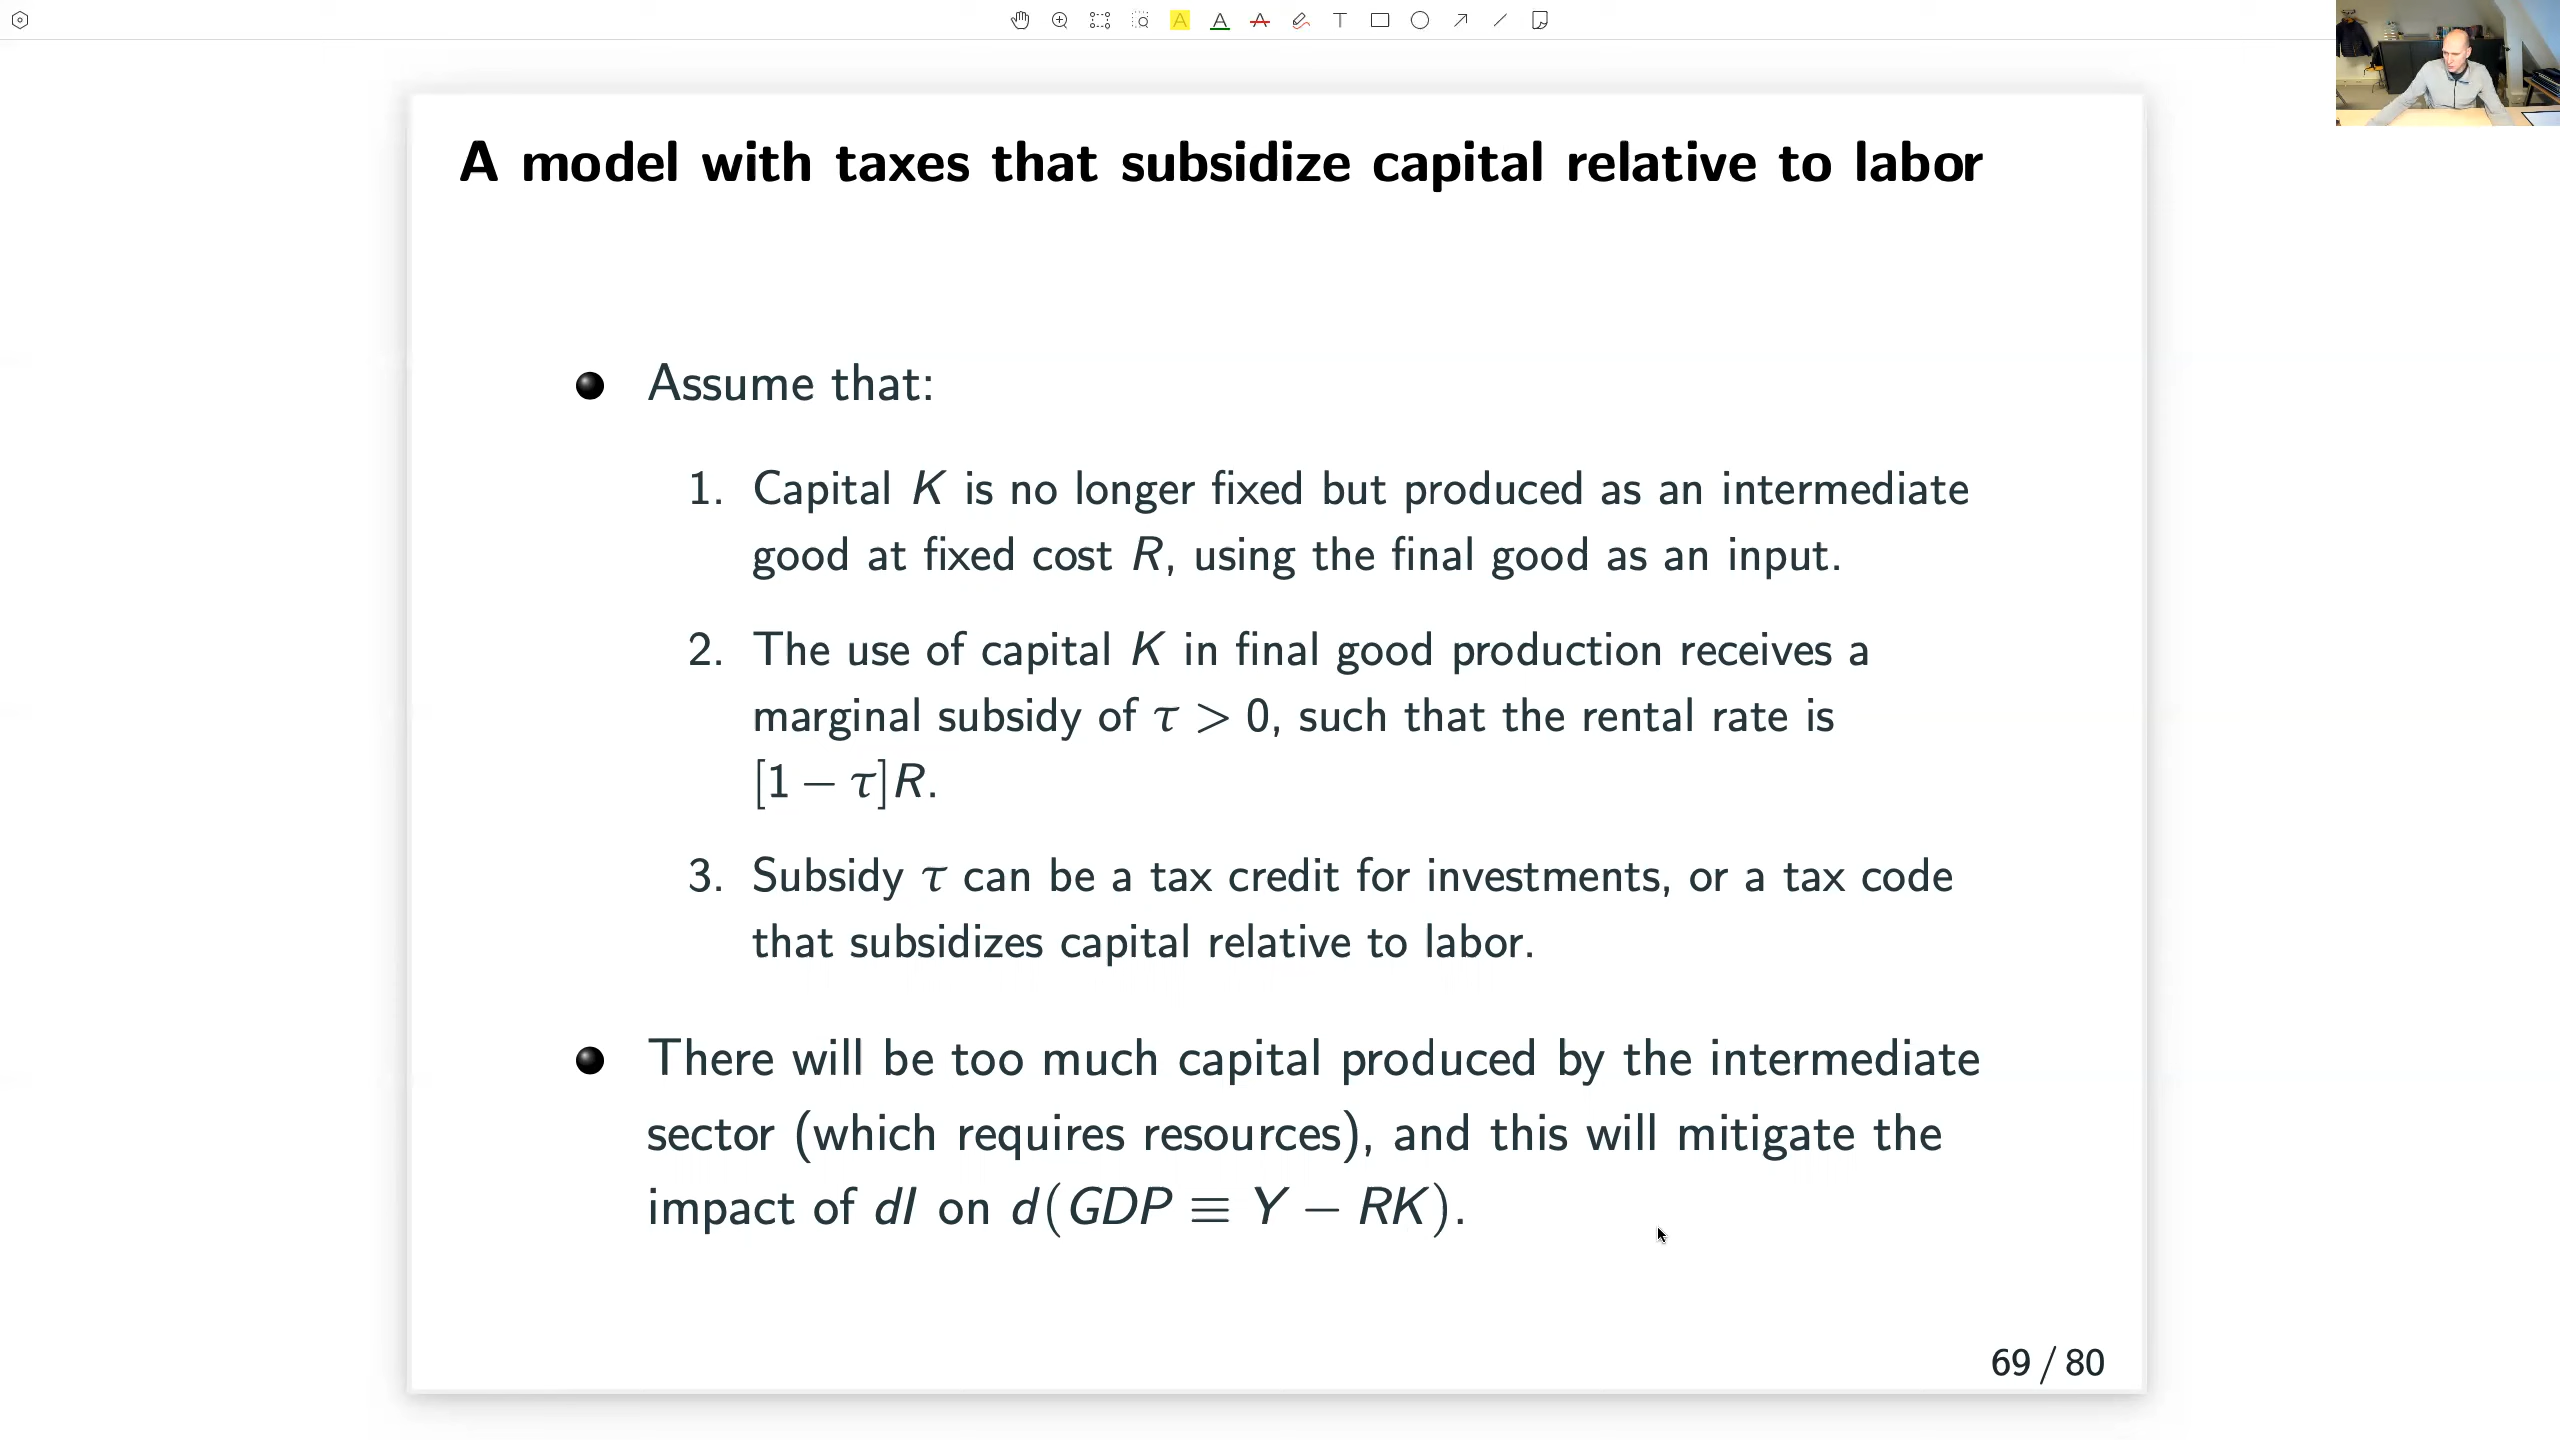 A model with taxes that subsidize capital relative to labor
Assume that:
1. Capital K is no longer fixed but produced as an intermediate
good at fixed cost R, using the final good as an input.
2. The use of capital K in final good production receives a
marginal subsidy of τ > 0, such that the rental rate is
[1 − τ]R.
3. Subsidy τ can be a tax credit for investments, or a tax code
that subsidizes capital relative to labor.
There will be too much capital produced by the intermediate
sector (which requires resources), and this will mitigate the
impact of dI on d(GDP ≡ Y − RK).
69 / 80